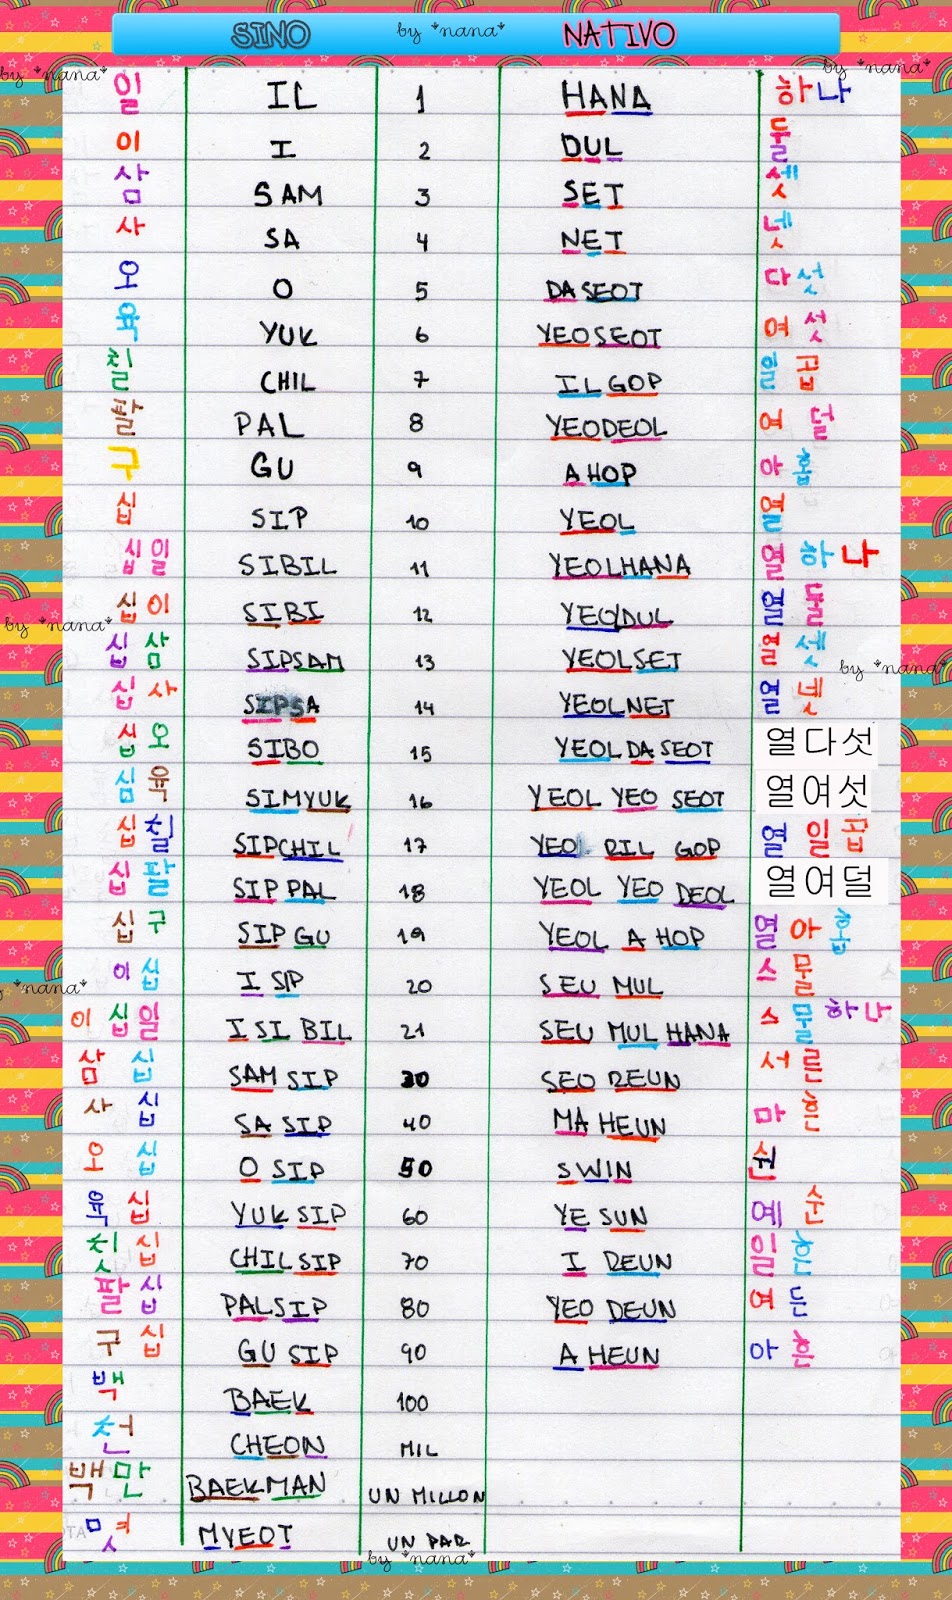 SINO by *nana* NATIVO
by *nana* by *nana*
일 IL 1 HANA 하나
이 I 2 DUL 둘
삼 SAM 3 SET 셋
사 SA 4 NET 넷
오 O 5 DA SEOT 다섯
육 YUK 6 YEOSEOT 여섯
칠 CHIL 7 ILGOP 일곱
팔 PAL 8 YEODEOL 여덜
구 GU 9 A HOP 아홉
십 SIP 10 YEOL 열
십일 SIBIL 11 YEOLHANA 열하나
십이 SIBI 12 YEOLDUL 열둘
by *nana*
십삼 SIPSAM 13 YEOLSET 열셋
by *nana*
십사 SIPSA 14 YEOLNET 열넷
십오 SIBO 15 YEOL DA SEOT 열다섯
심육 SIMYUK 16 YEOL YEO SEOT 열여섯
십칠 SIPCHIL 17 YEOL RIL GOP 열일곱
십팔 SIP PAL 18 YEOL YEO DEOL 열여덜
십구 SIP GU 19 YEOL A HOP 열아홉
이십 I SIP 20 SEU MUL 스물
*nana*
이십일 I SI BIL 21 SEU MUL HANA 스물하나
삼십 SAM SIP 30 SEO REUN 서른
사십 SA SIP 40 MA HEUN 마흔
오십 O SIP 50 SWIN 쉰
육십 YUK SIP 60 YE SUN 예순
십 CHIL SIP 70 I REUN 일흔
팔십 PALSIP 80 YEO DEUN 여든
구십 GU SIP 90 A HEUN 아흔
백 BAEK 100
천 CHEON MIL
백만 BAEKMAN UN MILLON
몃 MYEOT UN PAR
by *nana*